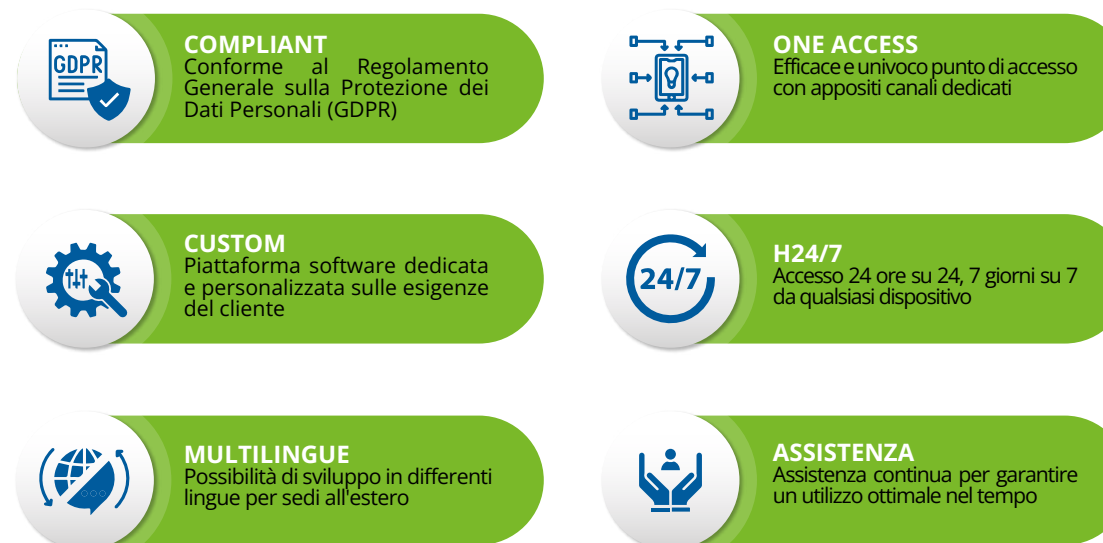 GDPR
COMPLIANT
Conforme al Regolamento
Generale sulla Protezione dei
Dati Personali (GDPR)
ONE ACCESS
Efficace e univoco punto di accesso
con appositi canali dedicati
CUSTOM
Piattaforma software dedicata
e personalizzata sulle esigenze
del cliente
24/7
H24/7
Accesso 24 ore su 24, 7 giorni su 7
da qualsiasi dispositivo
MULTILINGUE
Possibilità di sviluppo in differenti
lingue per sedi all'estero
ASSISTENZA
Assistenza continua per garantire
un utilizzo ottimale nel tempo